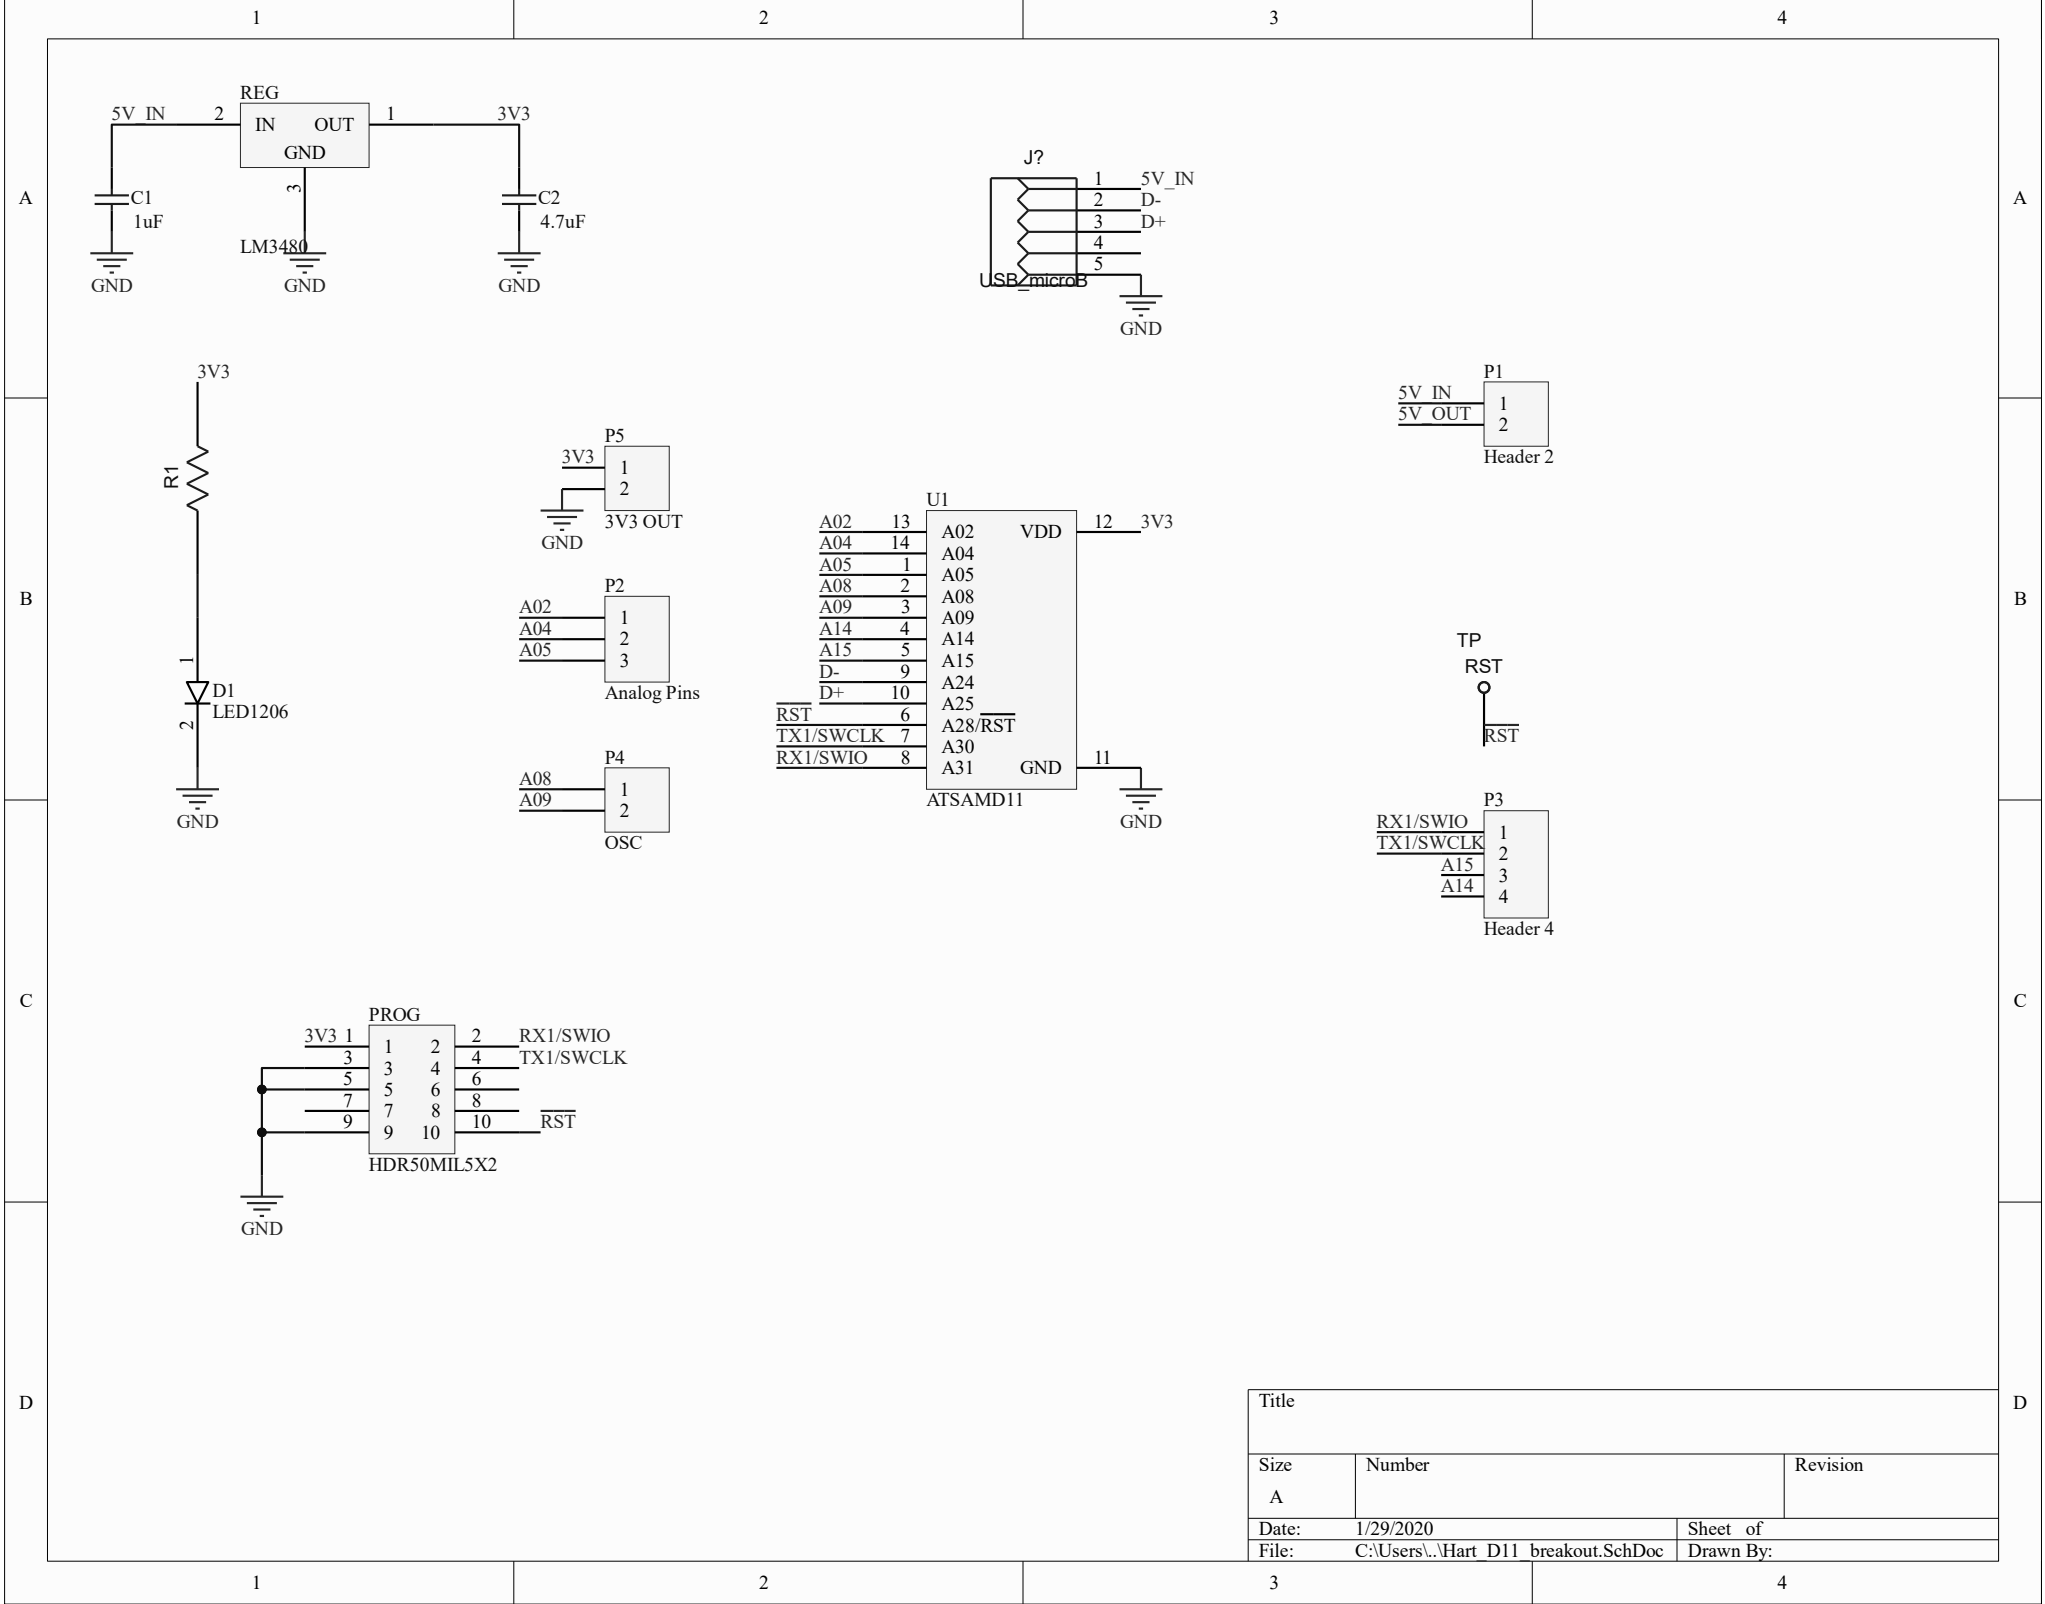 1 2 3 4
A A
REG
5V_IN 2 IN OUT 1 3V3
GND
3
C1
1uF
LM3480
C2
4.7uF
GND GND GND
J?
1 5V_IN
2 D-
3 D+
4
5
USB_microB
GND
3V3
R1
1
D1
LED1206
2
GND
P1
5V_IN 1
5V_OUT 2
Header 2
P5
3V3 1
2
3V3 OUT
GND
B B
P2
A02 1
A04 2
A05 3
Analog Pins
P4
A08 1
A09 2
OSC
U1
A02 13 A02 VDD 12 3V3
A04 14 A04
A05 1 A05
A08 2 A08
A09 3 A09
A14 4 A14
A15 5 A15
D- 9 A24
D+ 10 A25
RST 6 A28/RST
TX1/SWCLK 7 A30
RX1/SWIO 8 A31 GND 11
ATSAMD11
GND
TP
RST
RST
P3
RX1/SWIO 1
TX1/SWCLK 2
A15 3
A14 4
Header 4
C C
PROG
3V3 1 1 2 2 RX1/SWIO
3 3 4 4 TX1/SWCLK
5 5 6 6
7 7 8 8
9 9 10 10 RST
HDR50MIL5X2
GND
D D
Title
Size Number Revision
A
Date: 1/29/2020 Sheet of
File: C:\Users\..\Hart_D11_breakout.SchDoc Drawn By:
1 2 3 4